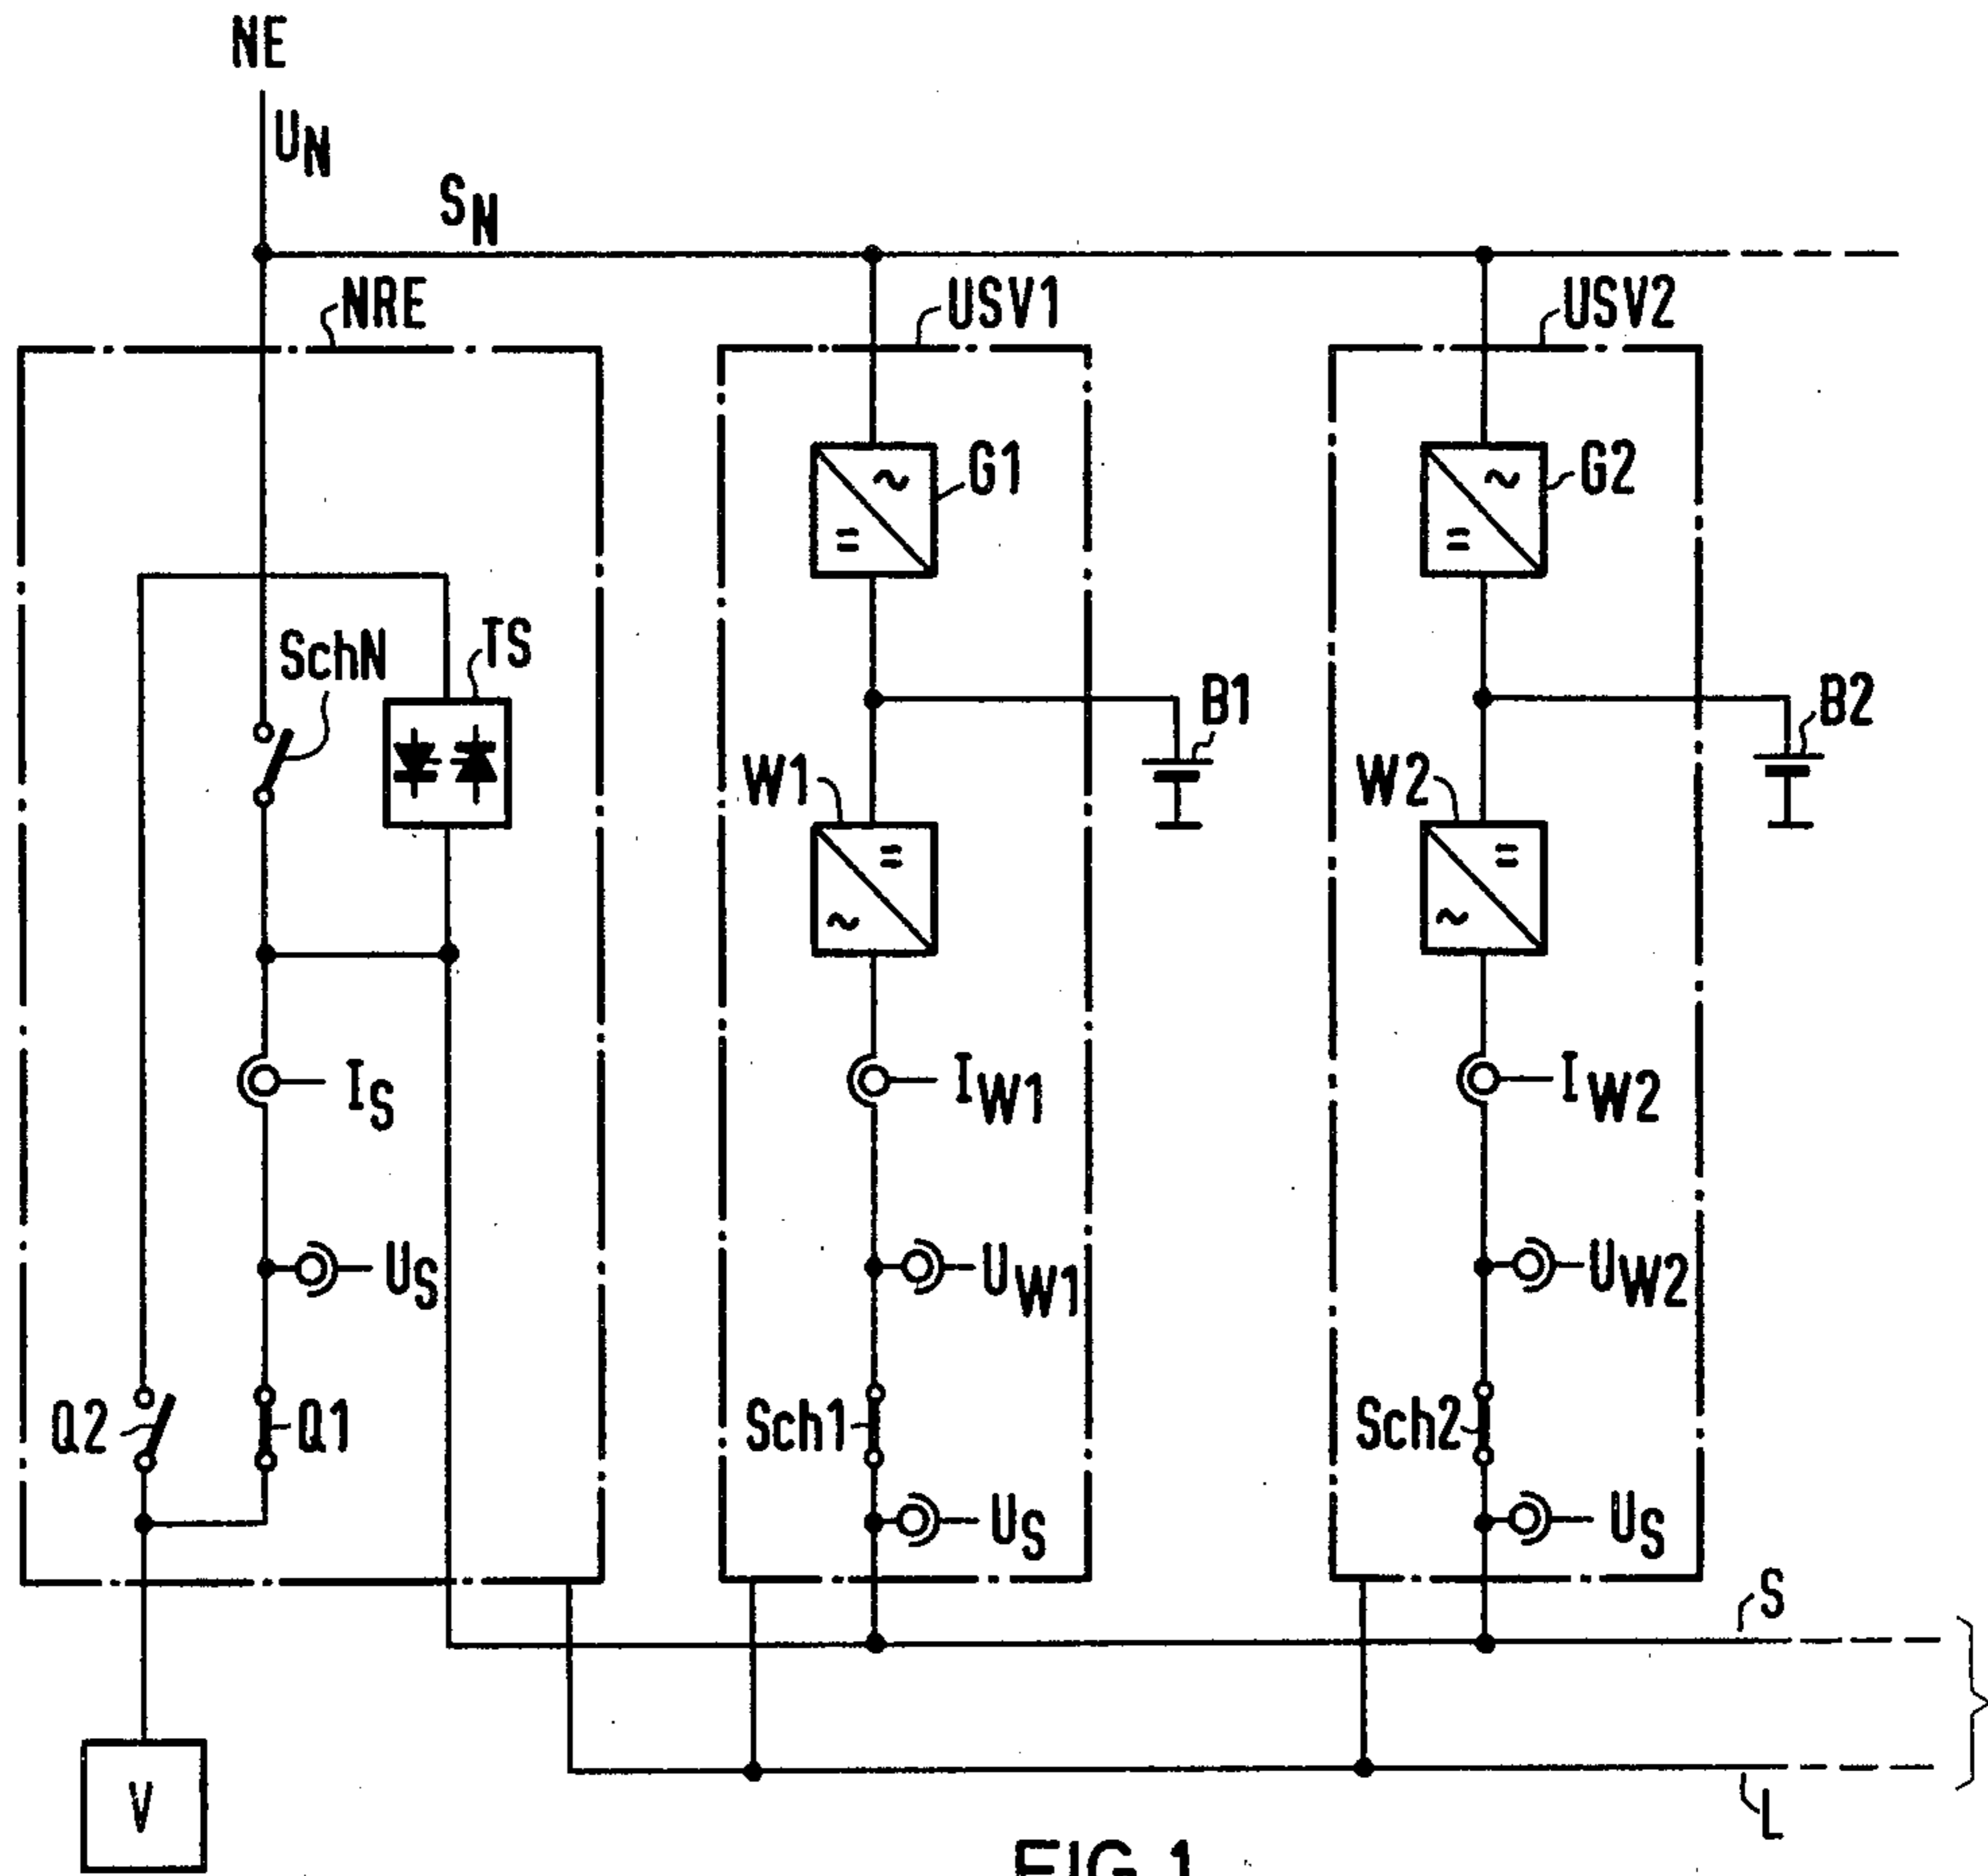 NE
UN
SN
NRE
USV1
USV2
G1
G2
SchN
TS
B1
B2
W1
W2
IS
IW1
IW2
US
UW1
UW2
Q2
Q1
Sch1
Sch2
US
US
S
V
L
FIG 1